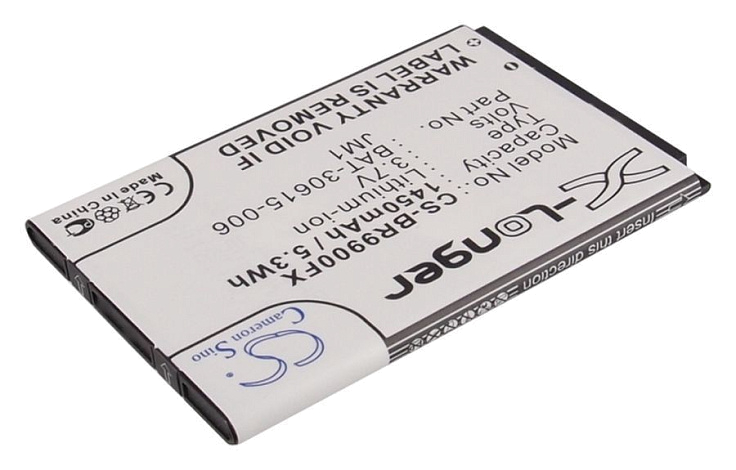 X-Longer
Model No. CS-BR9900FX
Capacity 1450mAh / 5.3Wh
Type Lithium-ion
Volts 3.7V
Part No. BAT-30615-006
JM1
WARRANTY VOID IF
LABEL IS REMOVED
Insert in this direction
Made in China
CS
Cameron Sino